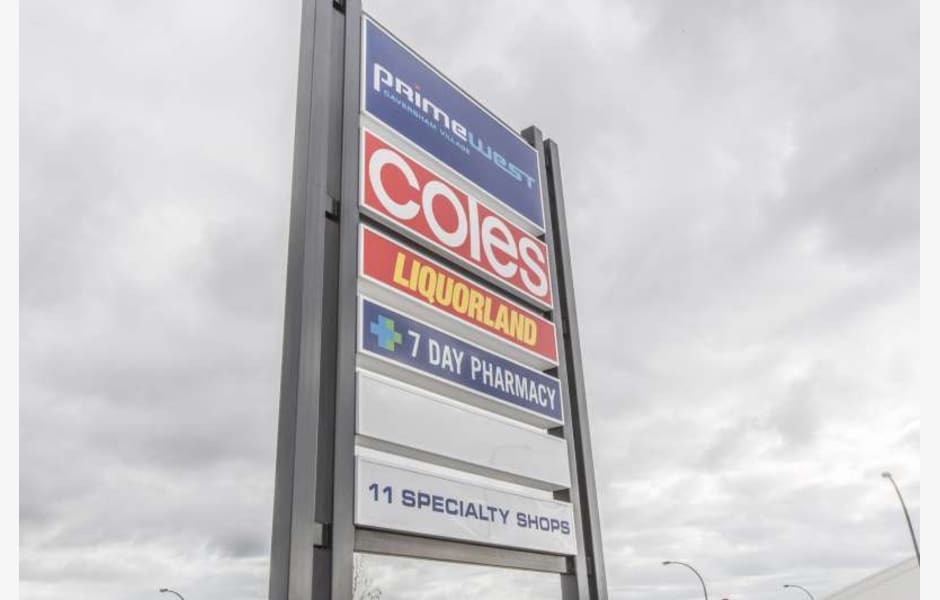 PRIMEWEST
CAVERSHAM VILLAGE
coles
LIQUORLAND
7 DAY PHARMACY
11 SPECIALTY SHOPS